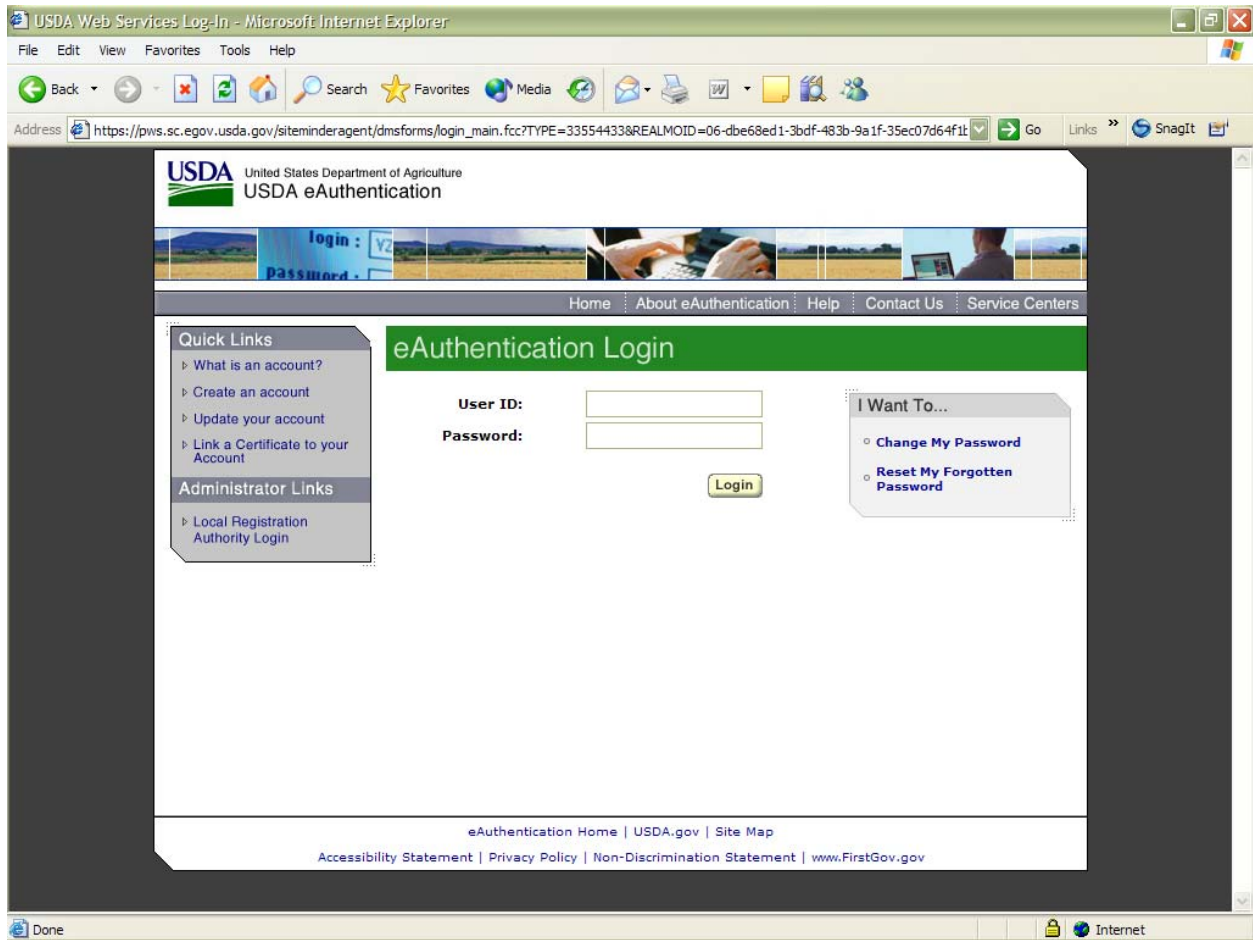 USDA Web Services Log-In - Microsoft Internet Explorer
File Edit View Favorites Tools Help
Back Search Favorites Media
Address https://pws.sc.egov.usda.gov/siteminderagent/dmsforms/login_main.fcc?TYPE=33554433&REALMOID=06-dbe68ed1-3bdf-483b-9a1f-35ec07d64f1b Go Links » SnagIt
USDA United States Department of Agriculture
USDA eAuthentication
login : YZ
password :
Home About eAuthentication Help Contact Us Service Centers
Quick Links
What is an account?
Create an account
Update your account
Link a Certificate to your
Account
Administrator Links
Local Registration
Authority Login
eAuthentication Login
User ID:
Password:
Login
I Want To...
Change My Password
Reset My Forgotten
Password
eAuthentication Home | USDA.gov | Site Map
Accessibility Statement | Privacy Policy | Non-Discrimination Statement | www.FirstGov.gov
Done Internet